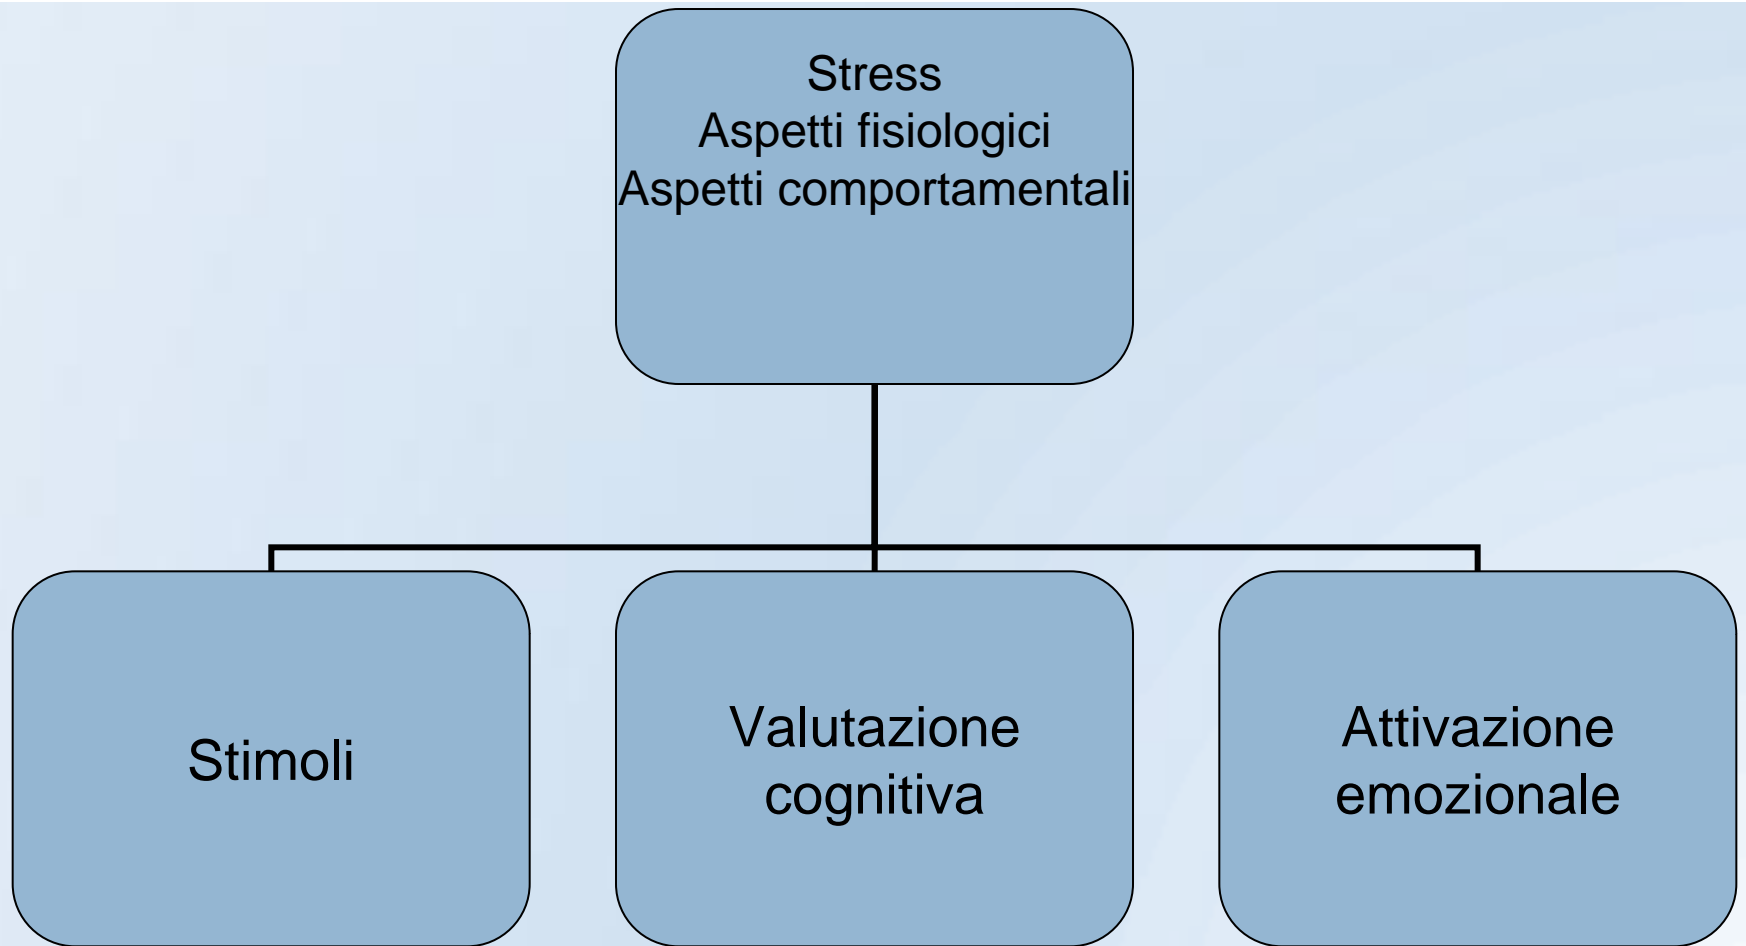 Stress
Aspetti fisiologici
Aspetti comportamentali
Stimoli
Valutazione
cognitiva
Attivazione
emozionale